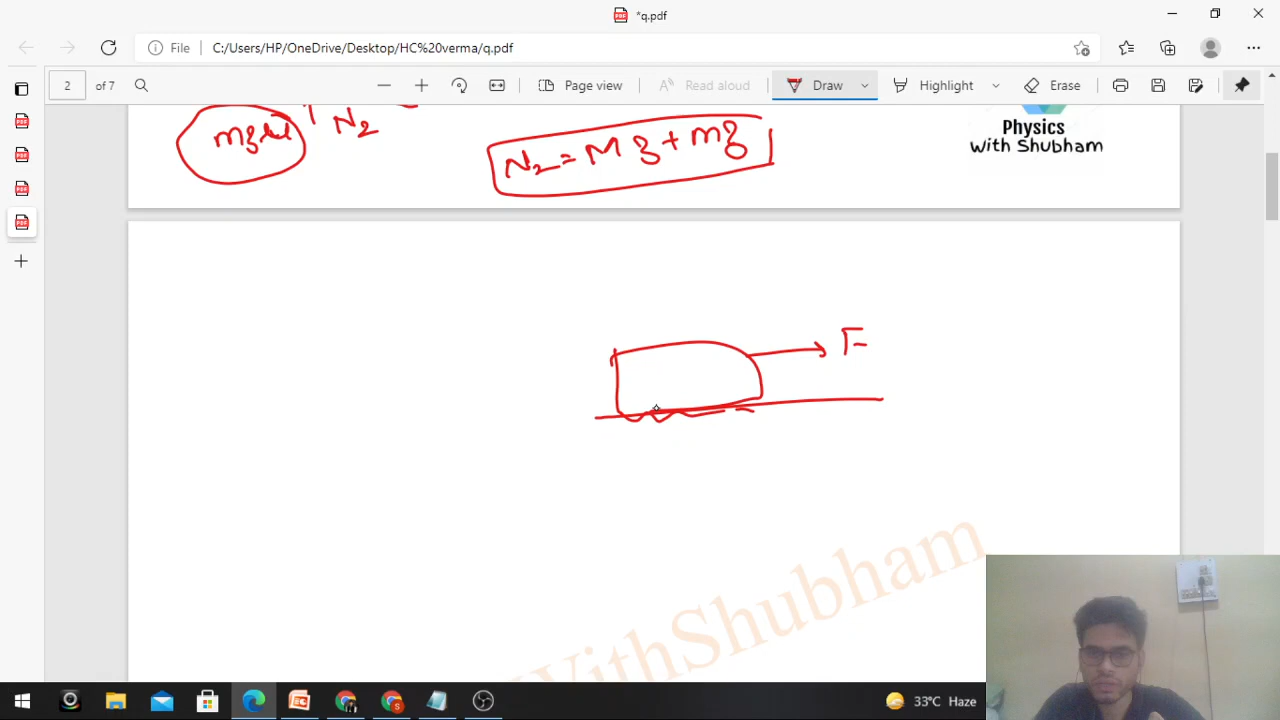 *q.pdf
File C:/Users/HP/OneDrive/Desktop/HC%20verma/q.pdf
2 of 7 Page view Read aloud Draw Highlight Erase
N2
N2 = Mg + mg
Physics
with Shubham
F
WithShubham
33°C Haze